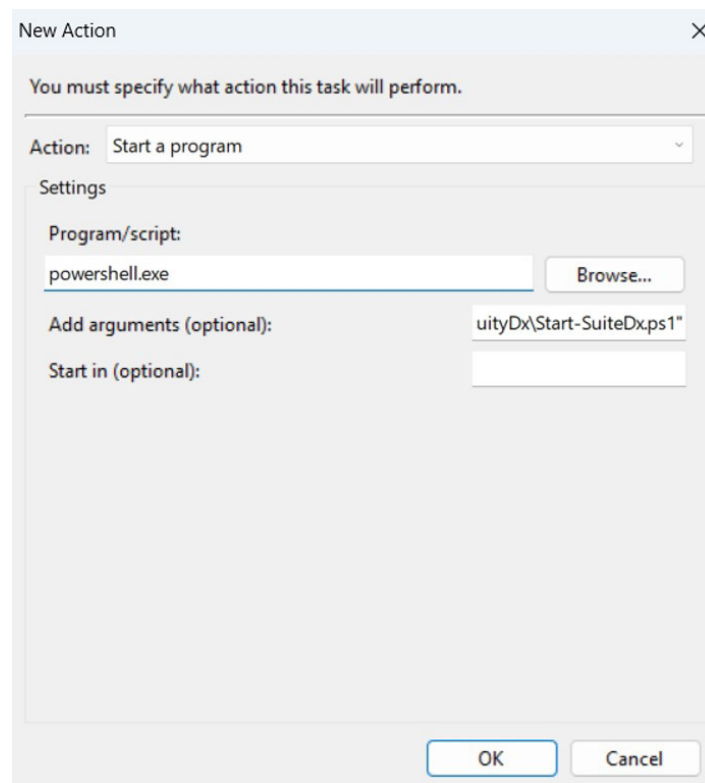 New Action
You must specify what action this task will perform.
Action: Start a program
Settings
Program/script:
powershell.exe Browse...
Add arguments (optional): uityDx\Start-SuiteDx.ps1"
Start in (optional):
OK Cancel